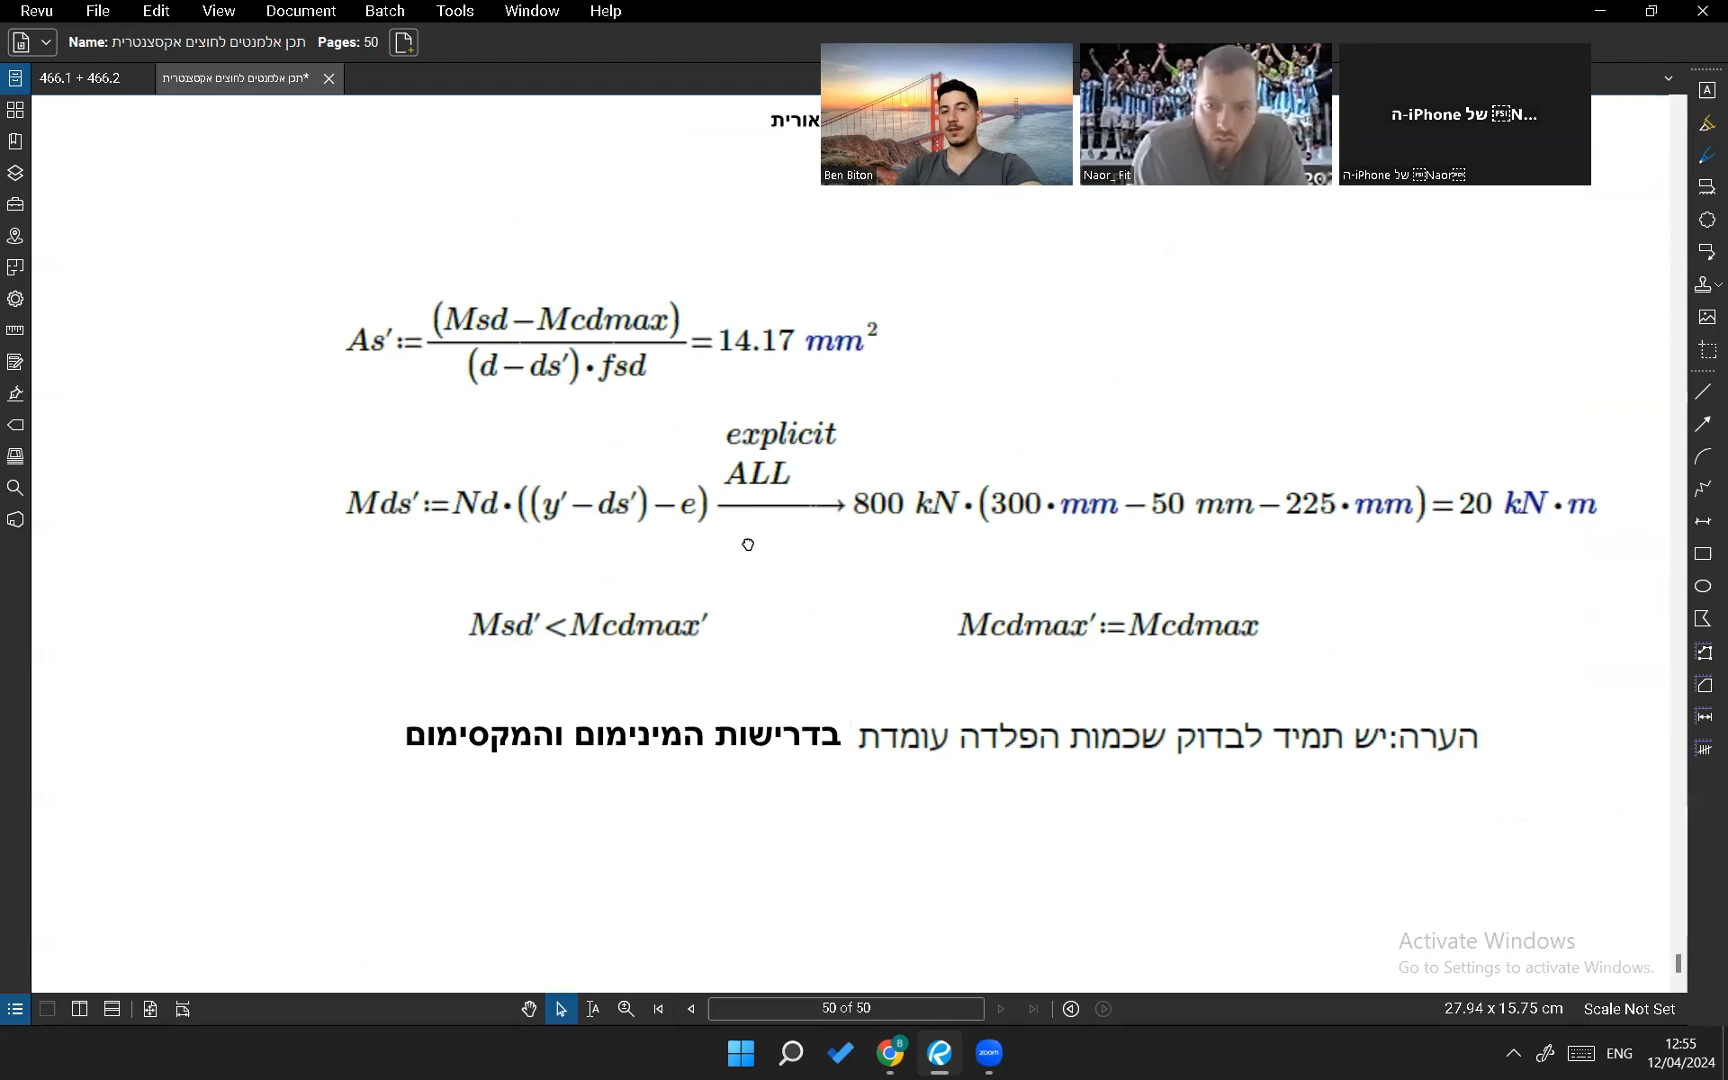 Revu File Edit View Document Batch Tools Window Help
Name: תכן אלמנטים לחוצים אקסצנטרית Pages: 50
466.1 + 466.2
תכן אלמנטים לחוצים אקסצנטרית*
אורית
Ben Biton
Naor_Fit
ה-iPhone של N...
ה-iPhone של Naor
As′:=(Msd−Mcdmax)/((d−ds′)·fsd)=14.17 mm²
explicit
ALL
Mds′:=Nd·((y′−ds′)−e) → 800 kN·(300·mm−50 mm−225·mm)=20 kN·m
Msd′<Mcdmax′
Mcdmax′:=Mcdmax
הערה:יש תמיד לבדוק שכמות הפלדה עומדת בדרישות המינימום והמקסימום
Activate Windows
Go to Settings to activate Windows.
50 of 50
27.94 x 15.75 cm Scale Not Set
B
zoom
ENG
12:55
12/04/2024